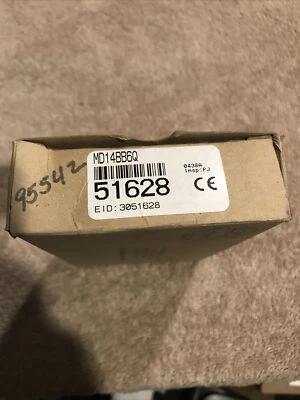 95542
MD14BB6Q
0438A
Insp:PJ
51628
CE
EID:3051628